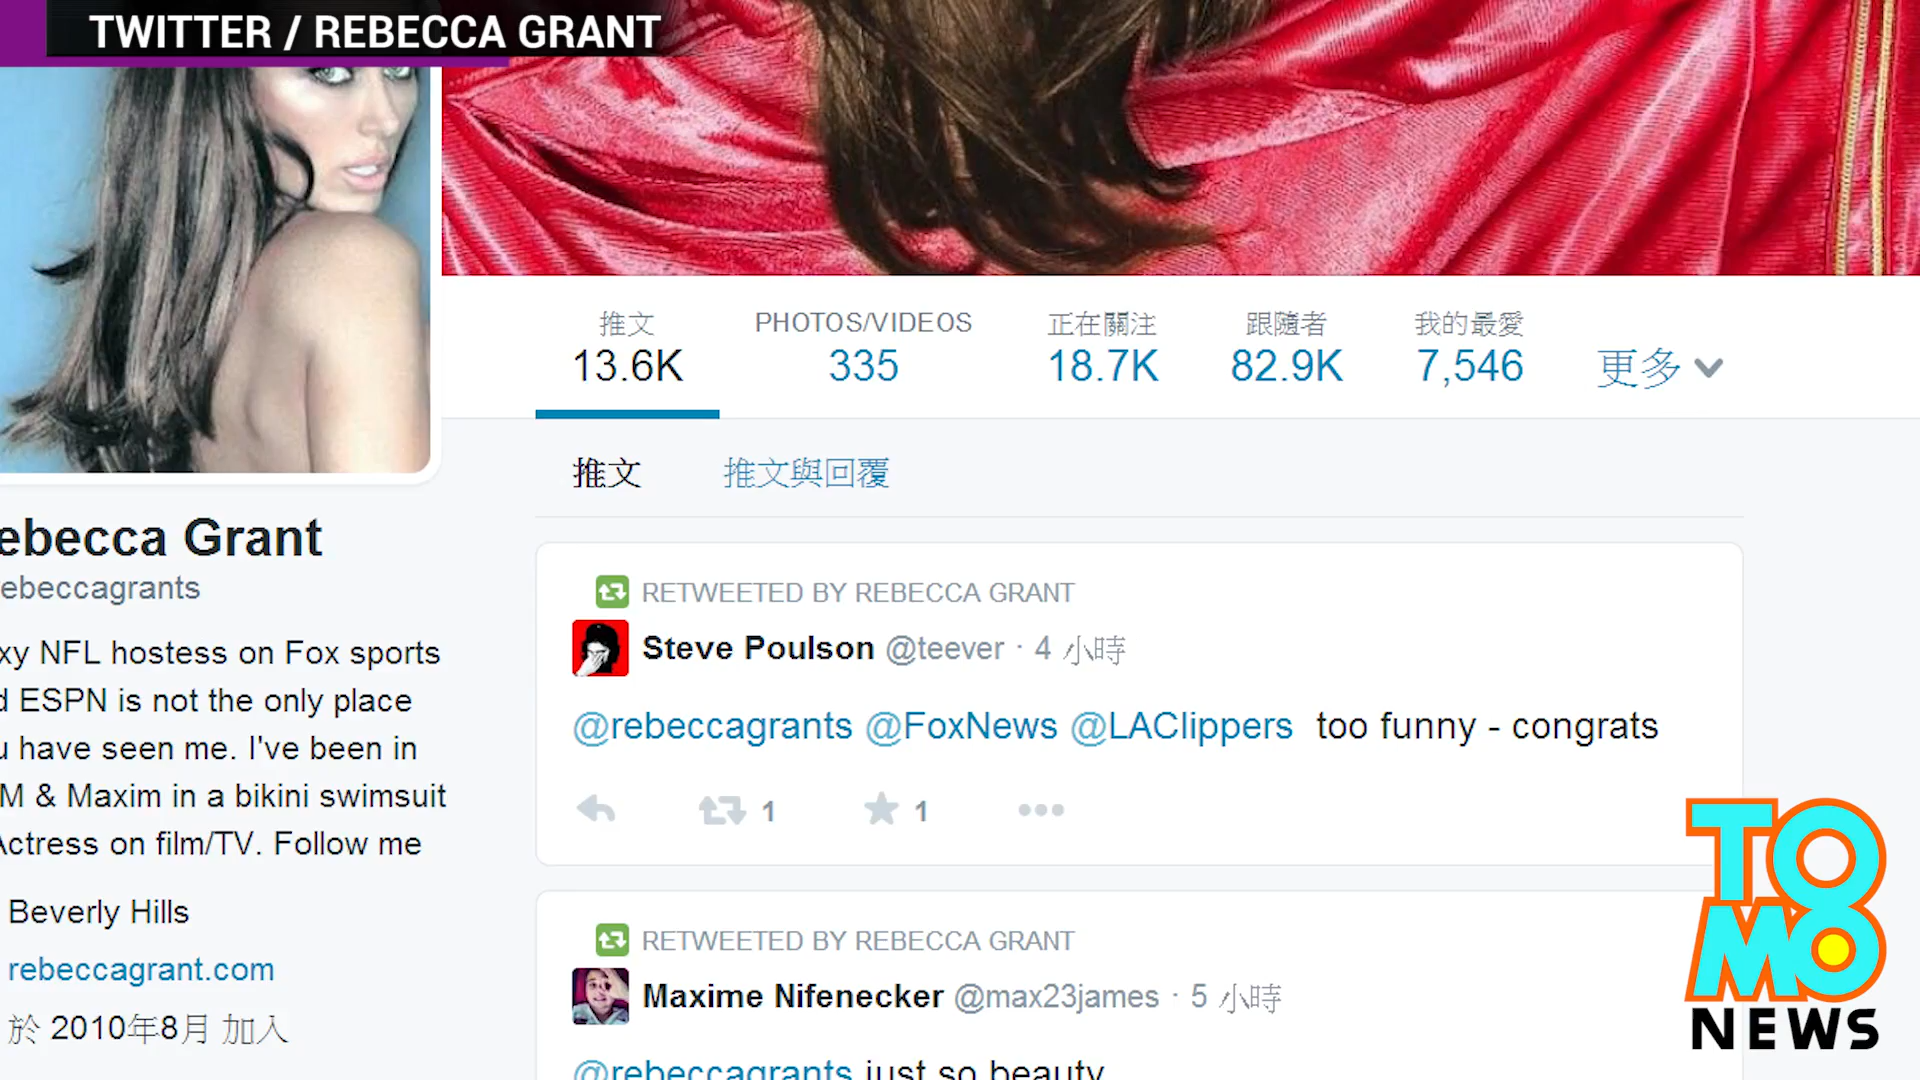 TWITTER / REBECCA GRANT
推文
13.6K
PHOTOS/VIDEOS
335
正在關注
18.7K
跟隨者
82.9K
我的最愛
7,546
更多
推文 推文與回覆
ebecca Grant
ebeccagrants
xy NFL hostess on Fox sports
d ESPN is not the only place
u have seen me. I've been in
M & Maxim in a bikini swimsuit
Actress on film/TV. Follow me
Beverly Hills
rebeccagrant.com
於 2010年8月 加入
RETWEETED BY REBECCA GRANT
Steve Poulson @teever · 4 小時
@rebeccagrants @FoxNews @LAClippers too funny - congrats
1 1
RETWEETED BY REBECCA GRANT
Maxime Nifenecker @max23james · 5 小時
@rebeccagrants just so beauty
TOMO
NEWS